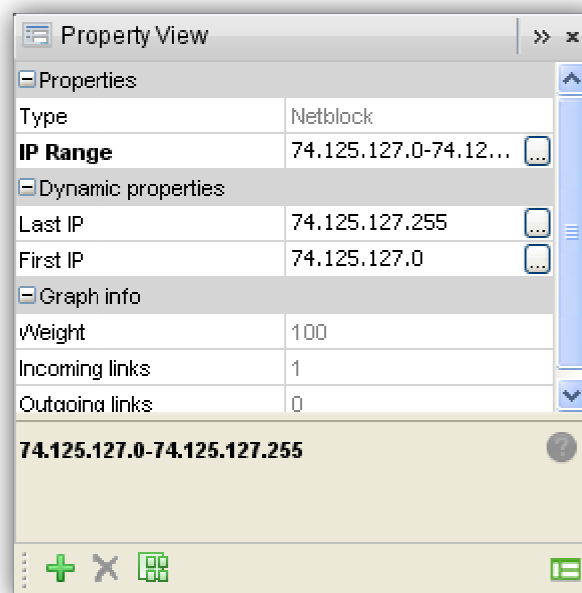 Property View
Properties
Type Netblock
IP Range 74.125.127.0-74.12... ...
Dynamic properties
Last IP 74.125.127.255 ...
First IP 74.125.127.0 ...
Graph info
Weight 100
Incoming links 1
Outgoing links 0
74.125.127.0-74.125.127.255